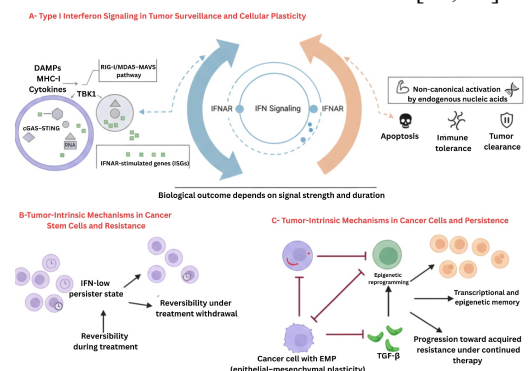 A- Type I Interferon Signaling in Tumor Surveillance and Cellular Plasticity
DAMPs
MHC-I
Cytokines
RIG-I/MDA5-MAVS
pathway
TBK1
cGAS-STING
RNA
IFNAR-stimulated genes (ISGs)
IFNAR
IFN Signaling
IFNAR
Non-canonical activation
by endogenous nucleic acids
Apoptosis
Immune
tolerance
Tumor
clearance
Biological outcome depends on signal strength and duration
B-Tumor-Intrinsic Mechanisms in Cancer
Stem Cells and Resistance
IFN-low
persister state
Reversibility under
treatment withdrawal
Reversibility
during treatment
C- Tumor-Intrinsic Mechanisms in Cancer Cells and Persistence
Epigenetic
reprogramming
Transcriptional and
epigenetic memory
Cancer cell with EMP
(epithelial-mesenchymal plasticity)
TGF-β
Progression toward acquired
resistance under continued
therapy